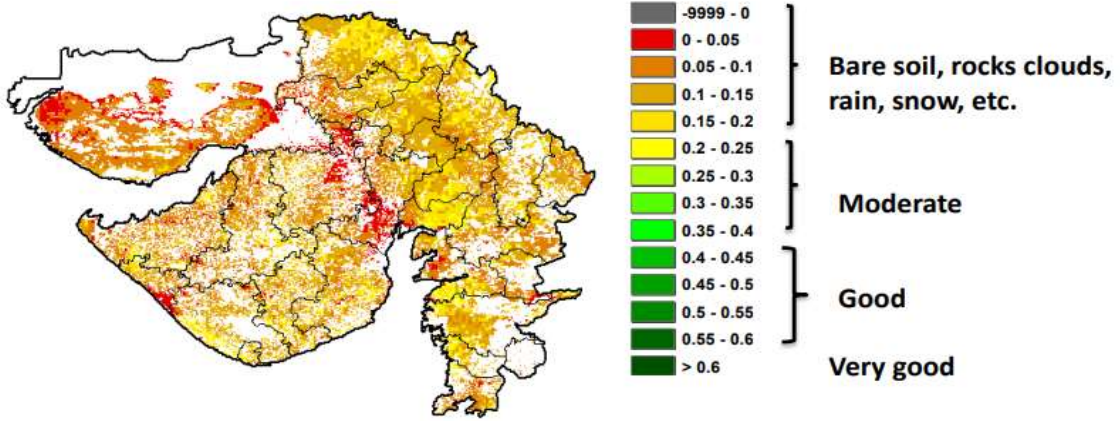 -9999 - 0
0 - 0.05
0.05 - 0.1
0.1 - 0.15
0.15 - 0.2
0.2 - 0.25
0.25 - 0.3
0.3 - 0.35
0.35 - 0.4
0.4 - 0.45
0.45 - 0.5
0.5 - 0.55
0.55 - 0.6
> 0.6
Bare soil, rocks clouds,
rain, snow, etc.
Moderate
Good
Very good